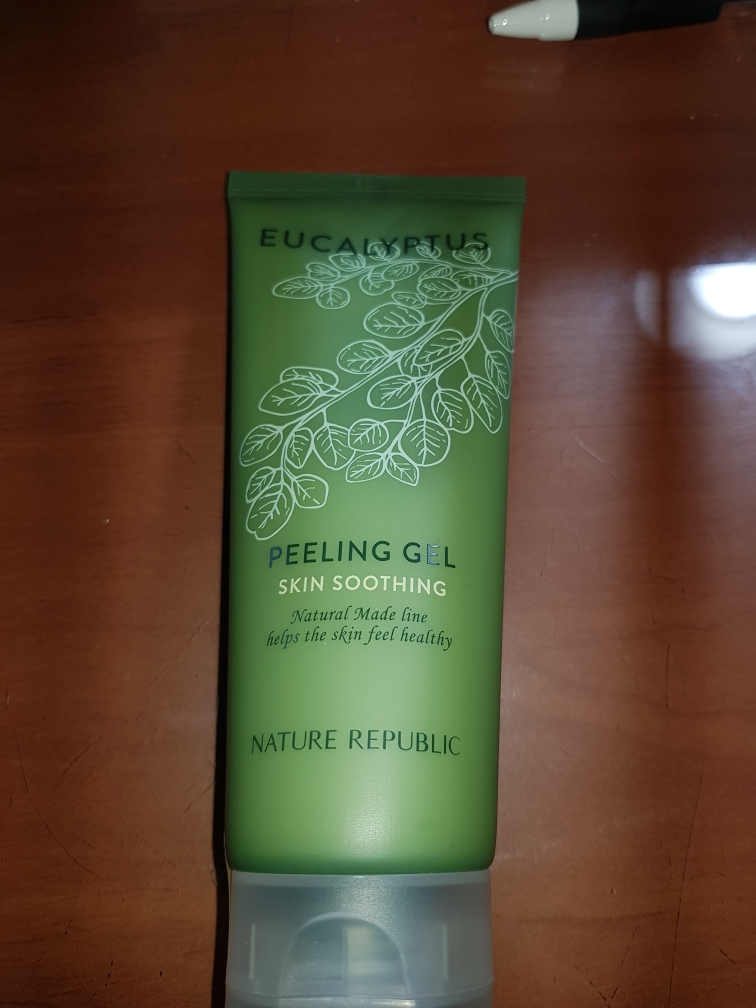 EUCALYPTUS
PEELING GEL
SKIN SOOTHING
Natural Made line
helps the skin feel healthy
NATURE REPUBLIC